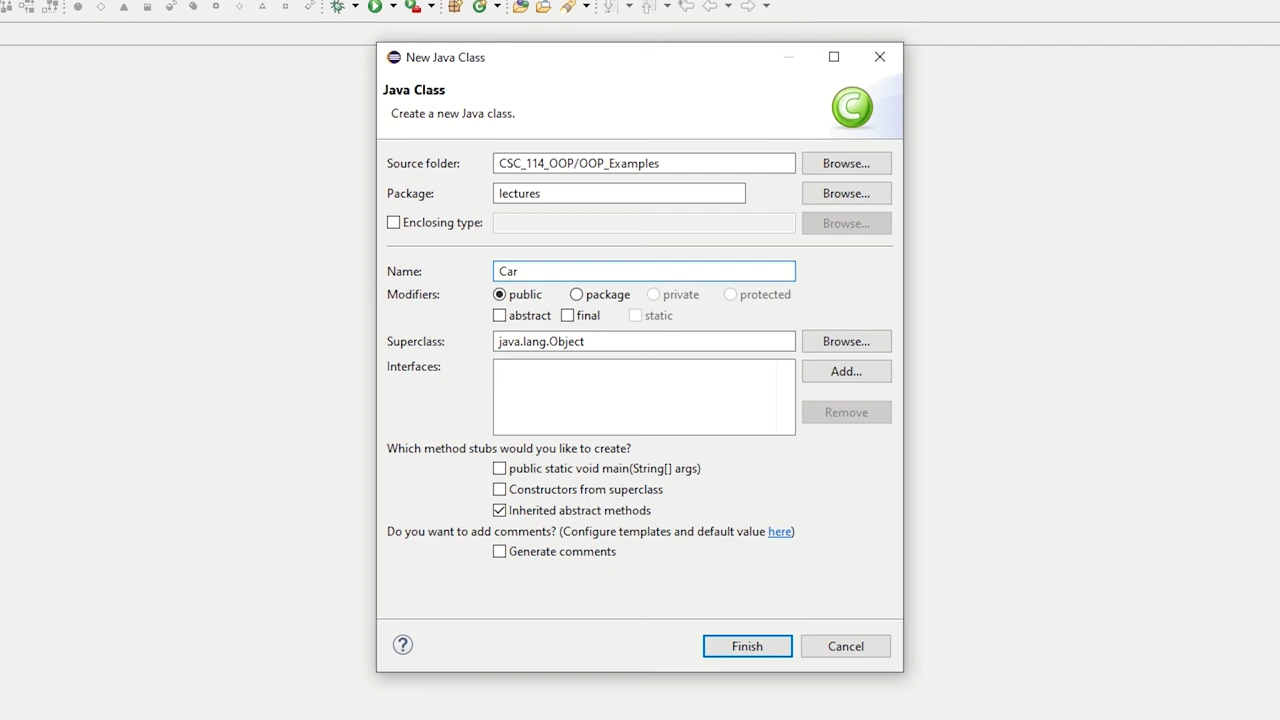 New Java Class
Java Class
Create a new Java class.
C
Source folder: CSC_114_OOP/OOP_Examples Browse...
Package: lectures Browse...
Enclosing type: Browse...
Name: Car
Modifiers: public package private protected
abstract final static
Superclass: java.lang.Object Browse...
Interfaces: Add...
Remove
Which method stubs would you like to create?
public static void main(String[] args)
Constructors from superclass
Inherited abstract methods
Do you want to add comments? (Configure templates and default value here)
Generate comments
? Finish Cancel